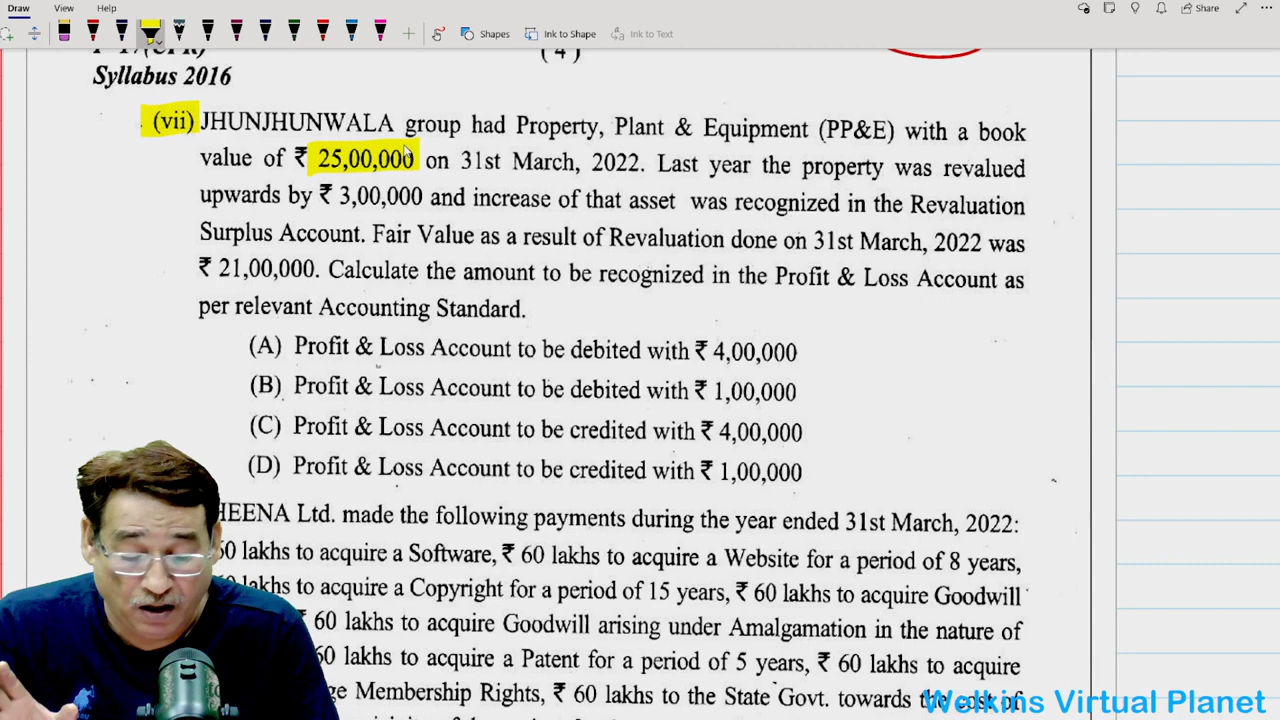 Draw View Help
Share
Shapes Ink to Shape Ink to Text
(4)
Syllabus 2016
(vii) JHUNJHUNWALA group had Property, Plant & Equipment (PP&E) with a book
value of ₹ 25,00,000 on 31st March, 2022. Last year the property was revalued
upwards by ₹ 3,00,000 and increase of that asset was recognized in the Revaluation
Surplus Account. Fair Value as a result of Revaluation done on 31st March, 2022 was
₹ 21,00,000. Calculate the amount to be recognized in the Profit & Loss Account as
per relevant Accounting Standard.
(A) Profit & Loss Account to be debited with ₹ 4,00,000
(B) Profit & Loss Account to be debited with ₹ 1,00,000
(C) Profit & Loss Account to be credited with ₹ 4,00,000
(D) Profit & Loss Account to be credited with ₹ 1,00,000
HEENA Ltd. made the following payments during the year ended 31st March, 2022:
60 lakhs to acquire a Software, ₹ 60 lakhs to acquire a Website for a period of 8 years,
lakhs to acquire a Copyright for a period of 15 years, ₹ 60 lakhs to acquire Goodwill
60 lakhs to acquire Goodwill arising under Amalgamation in the nature of
60 lakhs to acquire a Patent for a period of 5 years, ₹ 60 lakhs to acquire
Membership Rights, ₹ 60 lakhs to the State Govt. towards the cost of
Welkins Virtual Planet